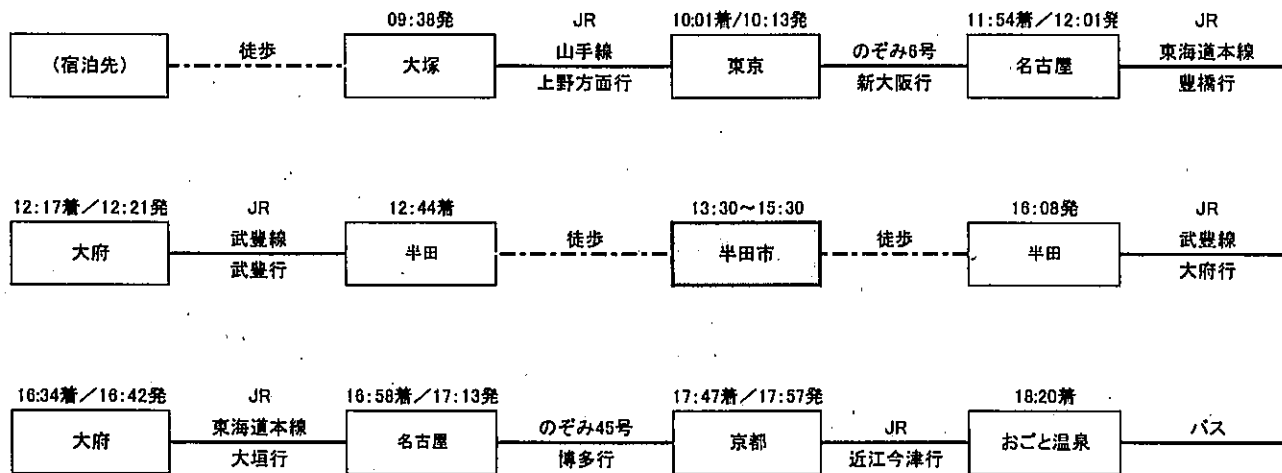 09:38発 JR 10:01着/10:13発 11:54着/12:01発 JR
(宿泊先) 徒歩 大塚 山手線 東京 のぞみ6号 名古屋 東海道本線
上野方面行 新大阪行 豊橋行
12:17着/12:21発 JR 12:44着 13:30~15:30 16:08発 JR
大府 武豊線 半田 徒歩 半田市 徒歩 半田 武豊線
武豊行 大府行
16:34着/16:42発 JR 16:58着/17:13発 17:47着/17:57発 18:20着
大府 東海道本線 名古屋 のぞみ45号 京都 JR おごと温泉 バス
大垣行 博多行 近江今津行